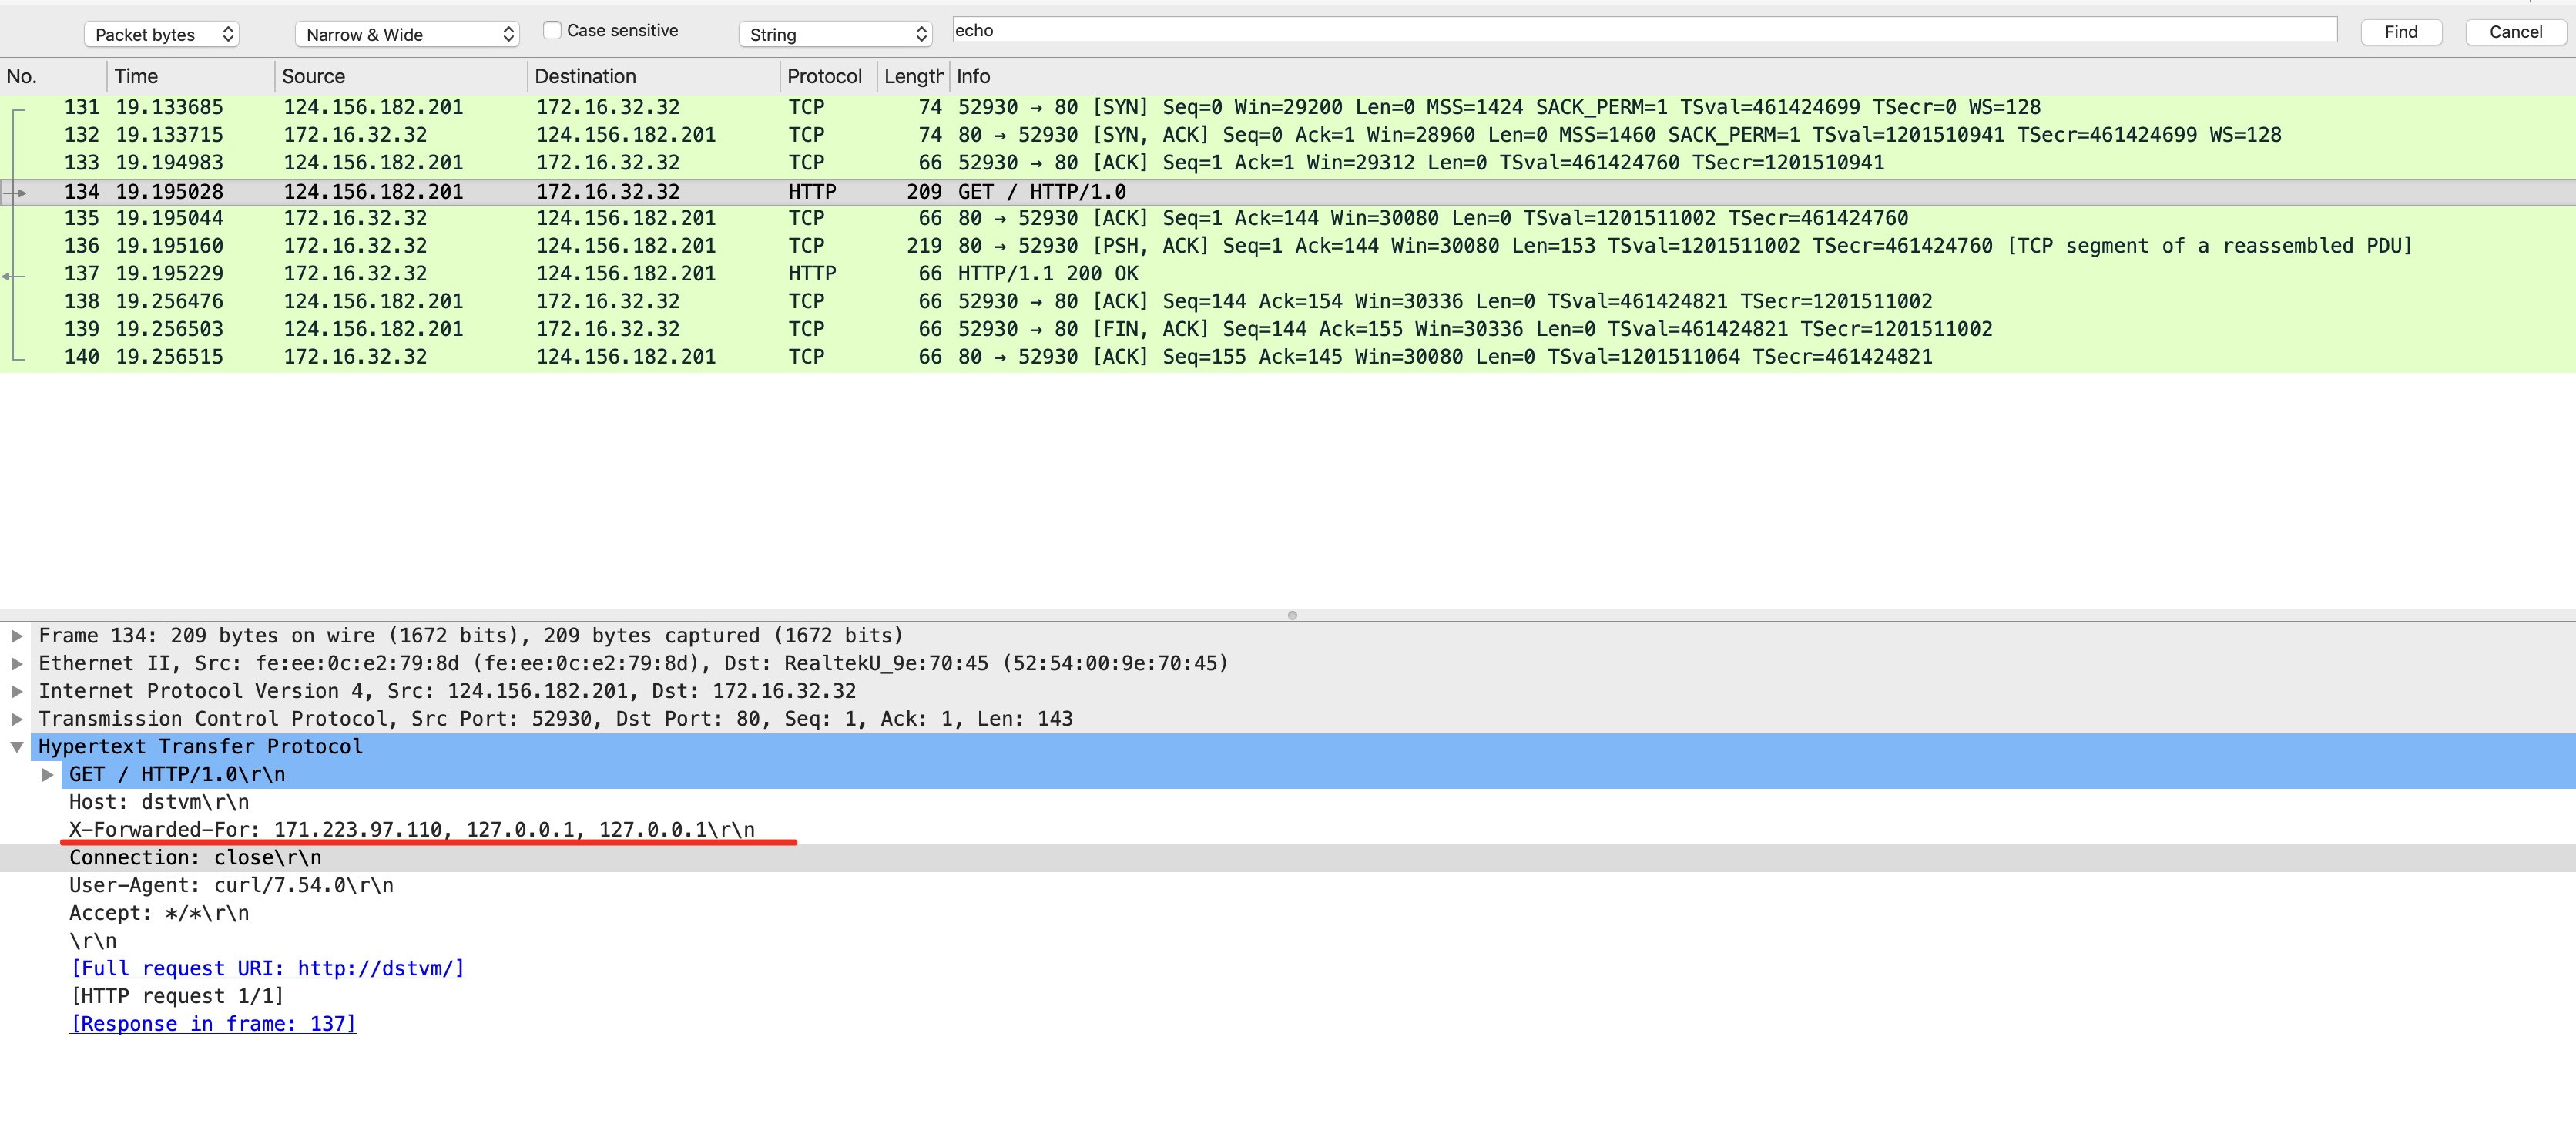 Packet bytes Narrow & Wide Case sensitive String echo Find Cancel
No. Time Source Destination Protocol Length Info
131 19.133685 124.156.182.201 172.16.32.32 TCP 74 52930 → 80 [SYN] Seq=0 Win=29200 Len=0 MSS=1424 SACK_PERM=1 TSval=461424699 TSecr=0 WS=128
132 19.133715 172.16.32.32 124.156.182.201 TCP 74 80 → 52930 [SYN, ACK] Seq=0 Ack=1 Win=28960 Len=0 MSS=1460 SACK_PERM=1 TSval=1201510941 TSecr=461424699 WS=128
133 19.194983 124.156.182.201 172.16.32.32 TCP 66 52930 → 80 [ACK] Seq=1 Ack=1 Win=29312 Len=0 TSval=461424760 TSecr=1201510941
134 19.195028 124.156.182.201 172.16.32.32 HTTP 209 GET / HTTP/1.0
135 19.195044 172.16.32.32 124.156.182.201 TCP 66 80 → 52930 [ACK] Seq=1 Ack=144 Win=30080 Len=0 TSval=1201511002 TSecr=461424760
136 19.195160 172.16.32.32 124.156.182.201 TCP 219 80 → 52930 [PSH, ACK] Seq=1 Ack=144 Win=30080 Len=153 TSval=1201511002 TSecr=461424760 [TCP segment of a reassembled PDU]
137 19.195229 172.16.32.32 124.156.182.201 HTTP 66 HTTP/1.1 200 OK
138 19.256476 124.156.182.201 172.16.32.32 TCP 66 52930 → 80 [ACK] Seq=144 Ack=154 Win=30336 Len=0 TSval=461424821 TSecr=1201511002
139 19.256503 124.156.182.201 172.16.32.32 TCP 66 52930 → 80 [FIN, ACK] Seq=144 Ack=155 Win=30336 Len=0 TSval=461424821 TSecr=1201511002
140 19.256515 172.16.32.32 124.156.182.201 TCP 66 80 → 52930 [ACK] Seq=155 Ack=145 Win=30080 Len=0 TSval=1201511064 TSecr=461424821
Frame 134: 209 bytes on wire (1672 bits), 209 bytes captured (1672 bits)
Ethernet II, Src: fe:ee:0c:e2:79:8d (fe:ee:0c:e2:79:8d), Dst: RealtekU_9e:70:45 (52:54:00:9e:70:45)
Internet Protocol Version 4, Src: 124.156.182.201, Dst: 172.16.32.32
Transmission Control Protocol, Src Port: 52930, Dst Port: 80, Seq: 1, Ack: 1, Len: 143
Hypertext Transfer Protocol
GET / HTTP/1.0\r\n
Host: dstvm\r\n
X-Forwarded-For: 171.223.97.110, 127.0.0.1, 127.0.0.1\r\n
Connection: close\r\n
User-Agent: curl/7.54.0\r\n
Accept: */*\r\n
\r\n
[Full request URI: http://dstvm/]
[HTTP request 1/1]
[Response in frame: 137]